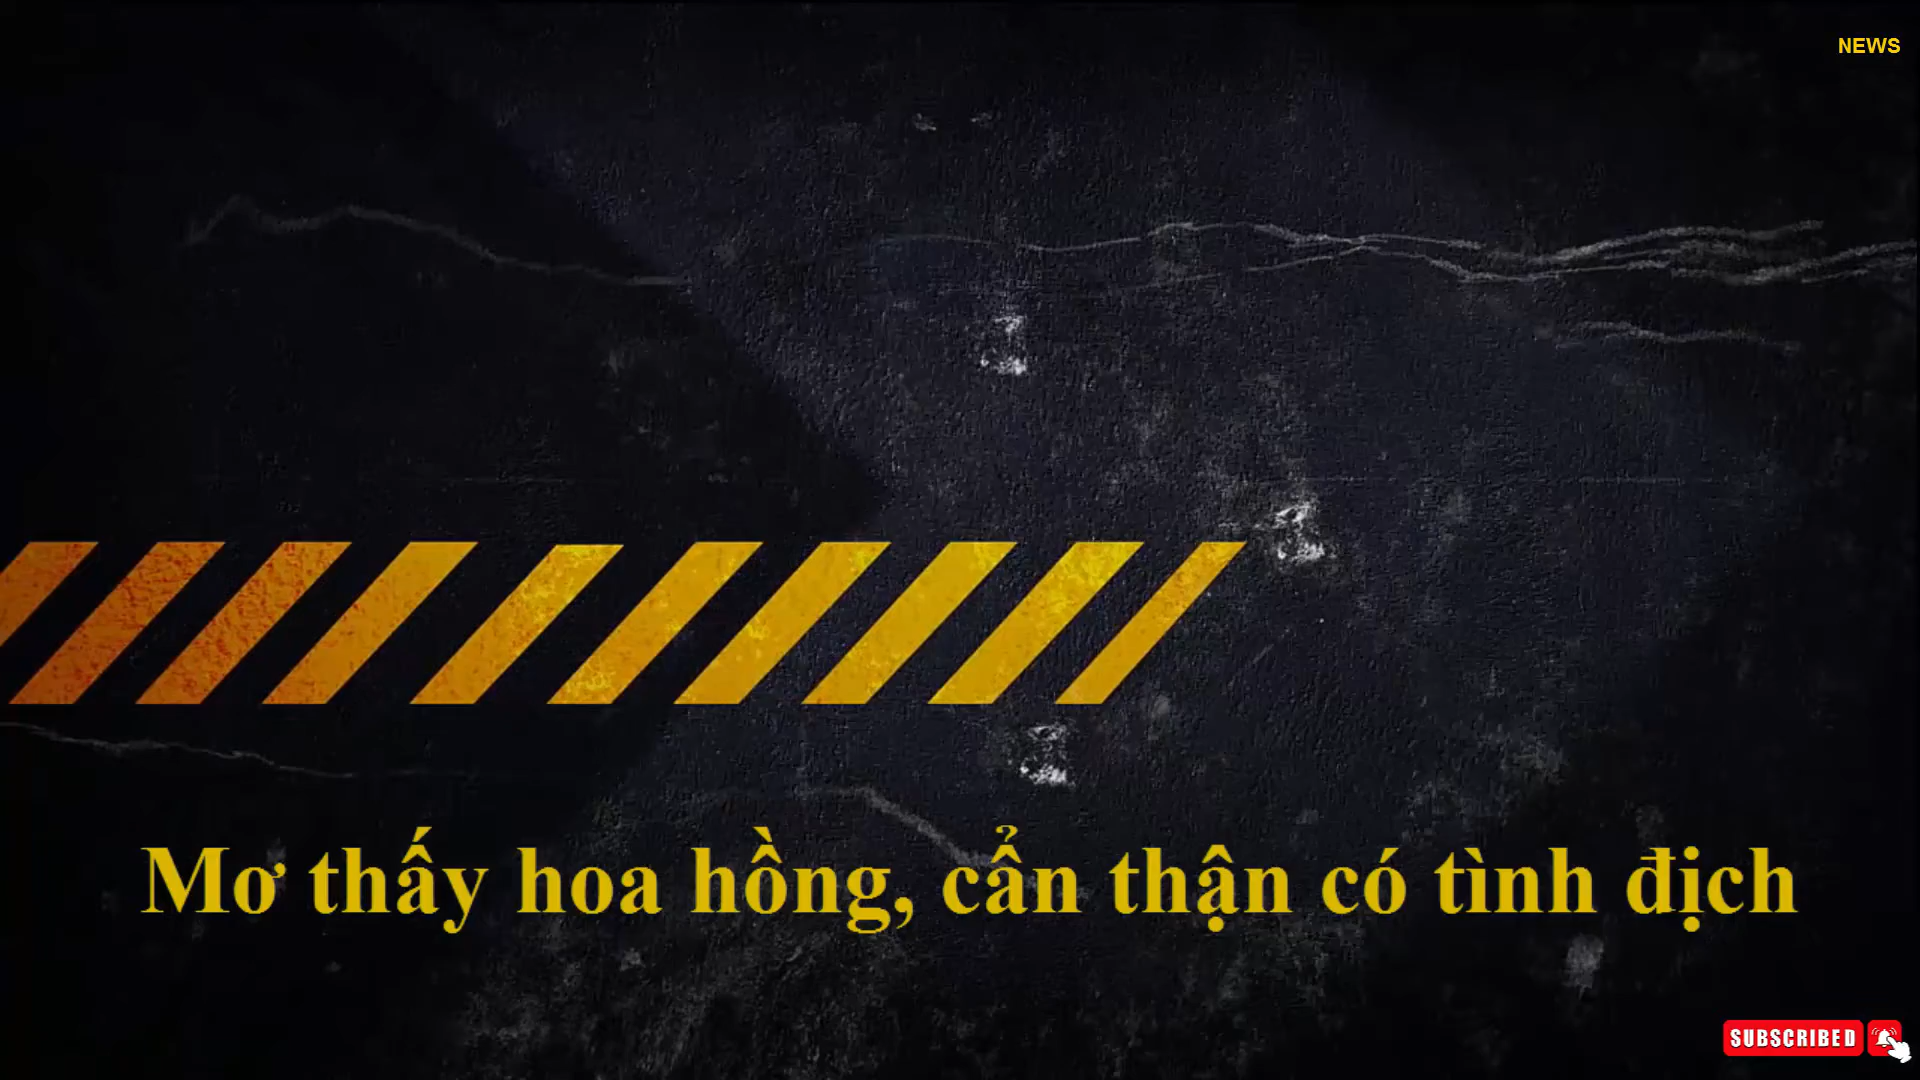 NEWS
Mơ thấy hoa hồng, cẩn thận có tình địch
SUBSCRIBED